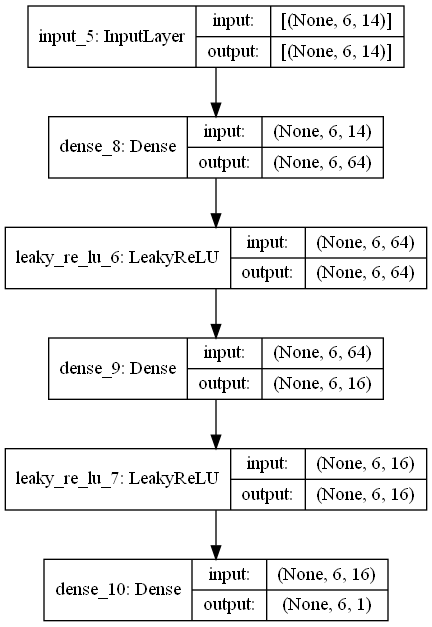 input_5: InputLayer
input: [(None, 6, 14)]
output: [(None, 6, 14)]
dense_8: Dense
input: (None, 6, 14)
output: (None, 6, 64)
leaky_re_lu_6: LeakyReLU
input: (None, 6, 64)
output: (None, 6, 64)
dense_9: Dense
input: (None, 6, 64)
output: (None, 6, 16)
leaky_re_lu_7: LeakyReLU
input: (None, 6, 16)
output: (None, 6, 16)
dense_10: Dense
input: (None, 6, 16)
output: (None, 6, 1)